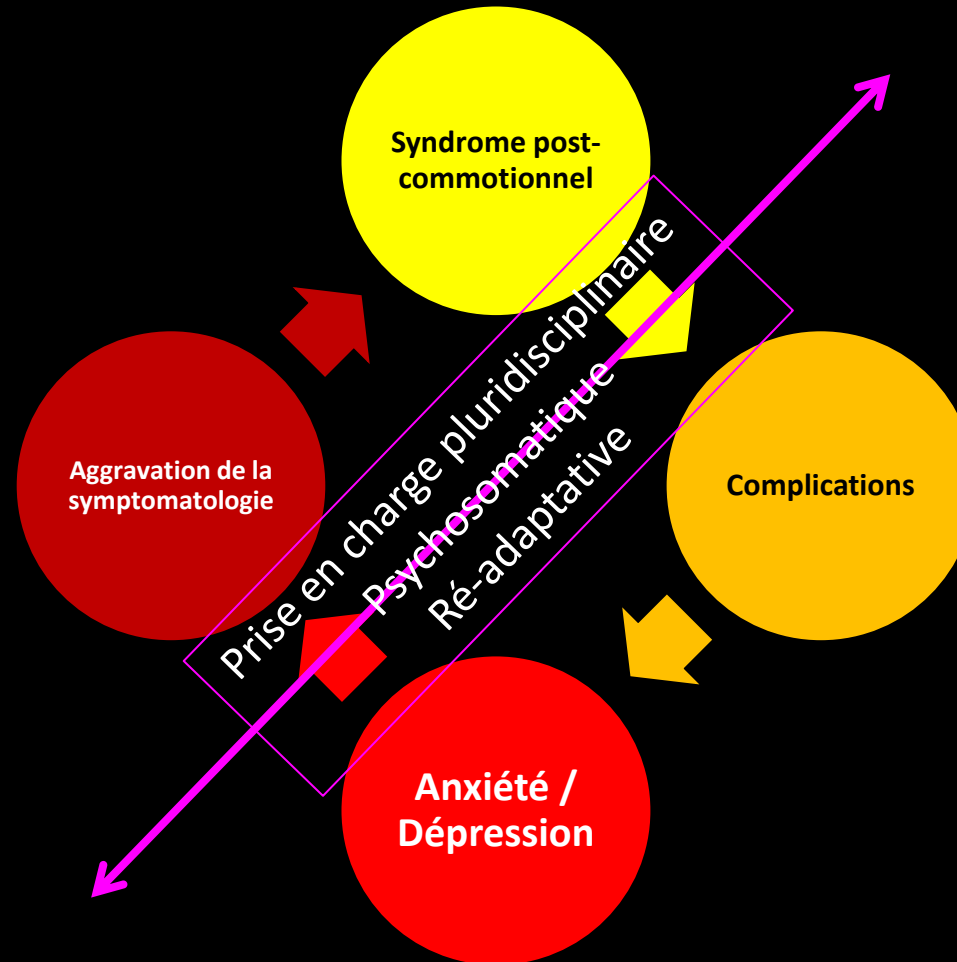 Syndrome post-
commotionnel
Prise en charge pluridisciplinaire
Psychosomatique
Ré-adaptative
Aggravation de la
symptomatologie
Complications
Anxiété /
Dépression